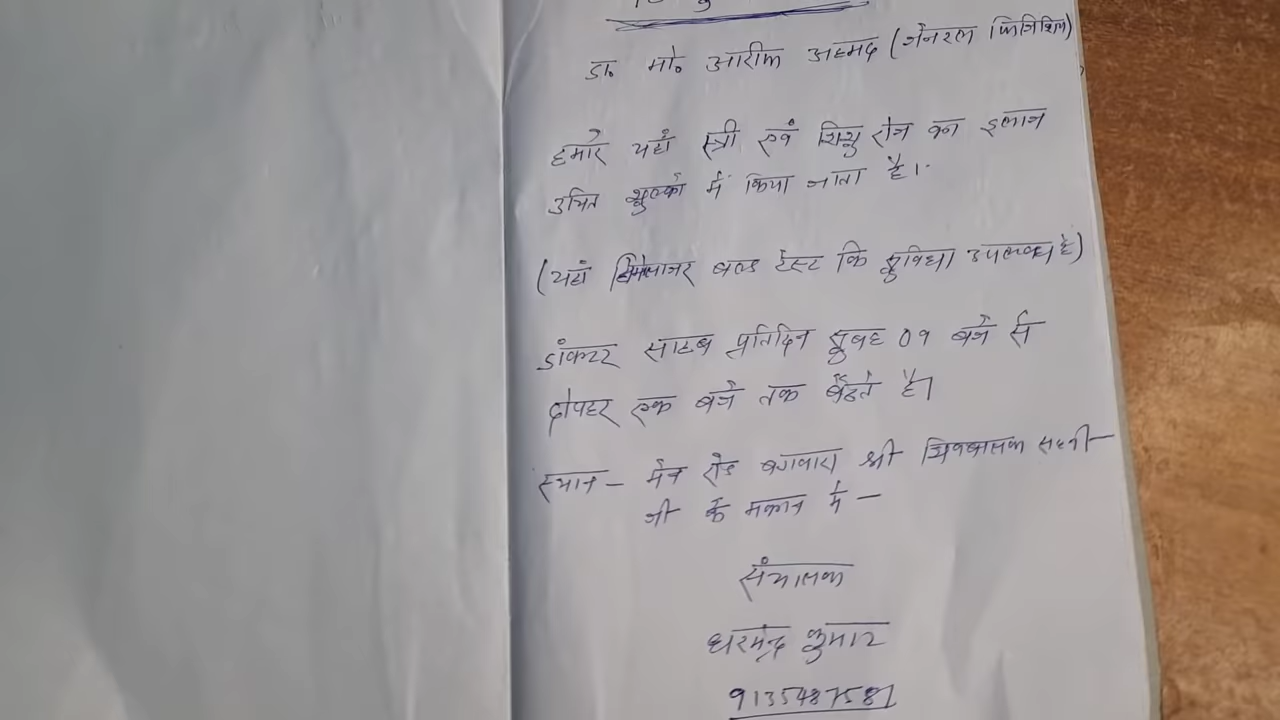 डा० मो० आरीफ अहमद (जेनरल फिजिशियन)
हमारे यहाँ स्त्री एवं शिशु रोग का इलाज
उचित शुल्को में किया जाता है।
(यहाँ बल्ड टेस्ट कि सुविधा उपलब्ध है)
डॉक्टर साहब प्रतिदिन सुबह 09 बजे से
दोपहर एक बजे तक बैठते है।
स्थान - मेन रोड श्री सहनी -
जी के मकान में -
संचालक
धरमेन्द्र कुमार
9135487581